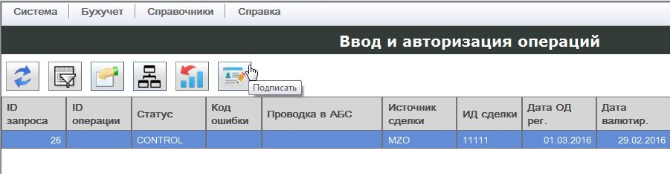 Система Бухучет Справочники Справка
Ввод и авторизация операций
Подписать
ID запроса ID операции Статус Код ошибки Проводка в АБС Источник сделки ИД сделки Дата ОД рег. Дата валютир.
26 CONTROL MZO 11111 01.03.2016 29.02.2016